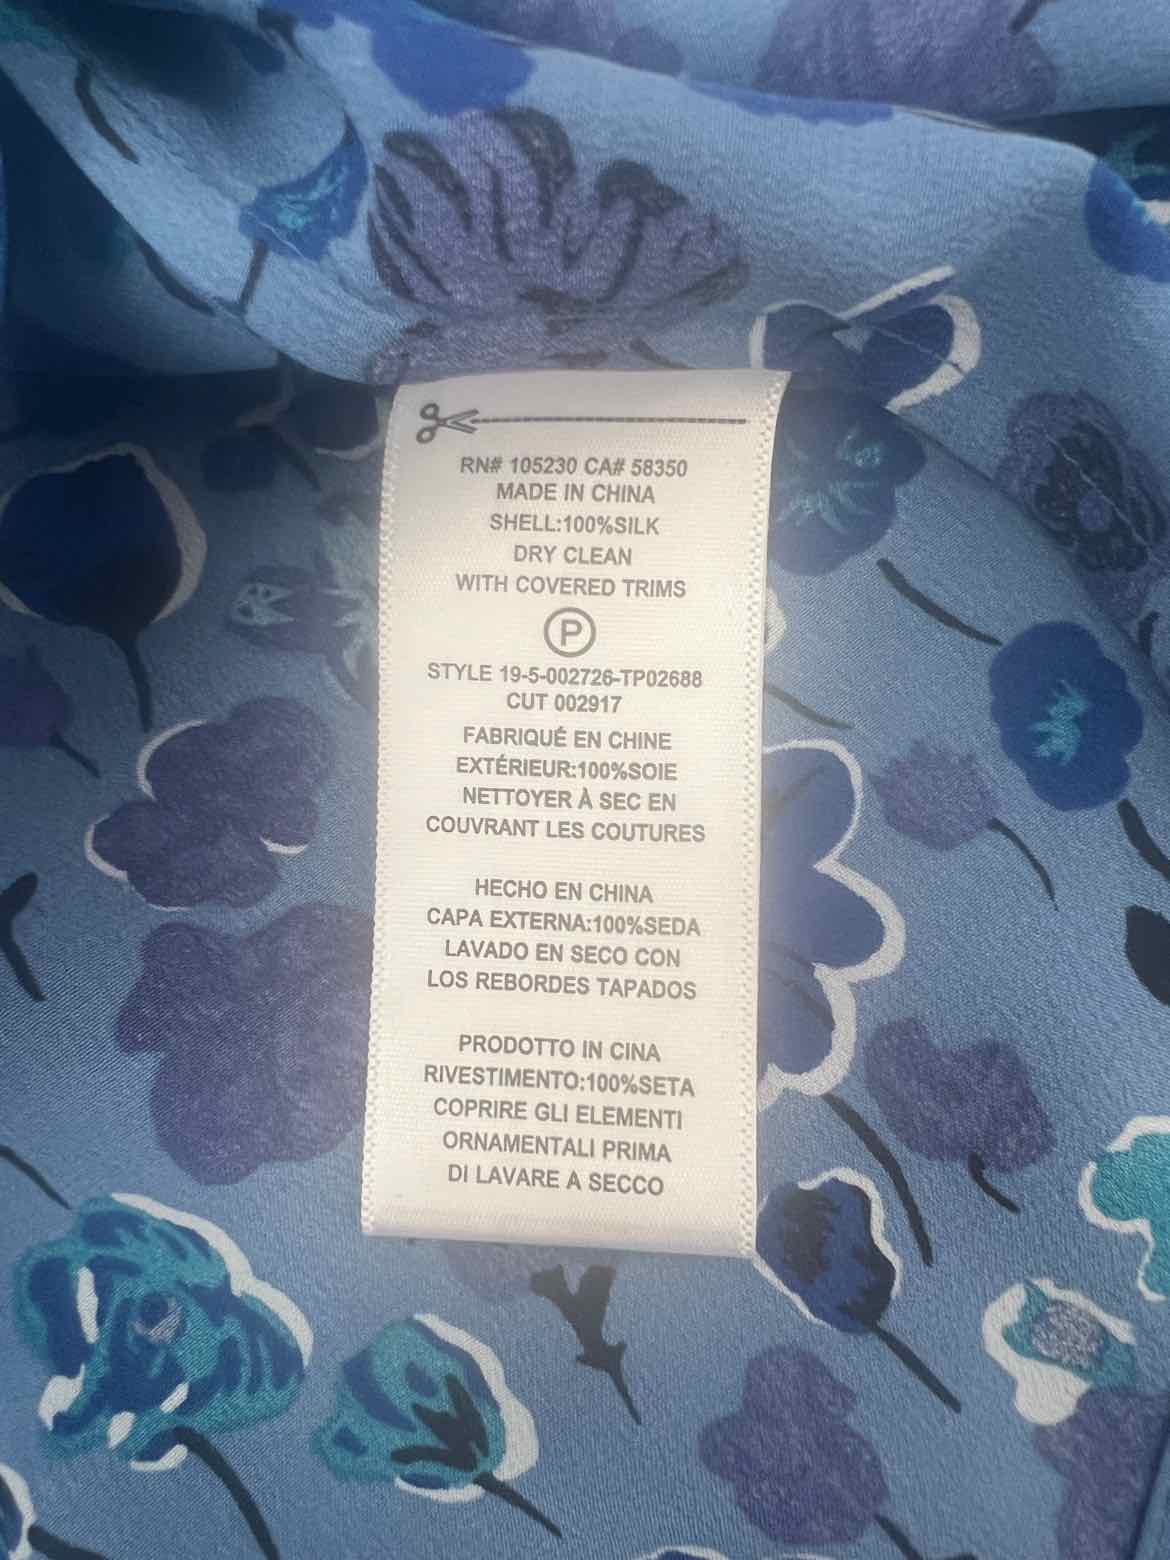 RN# 105230 CA# 58350
MADE IN CHINA
SHELL:100%SILK
DRY CLEAN
WITH COVERED TRIMS
P
STYLE 19-5-002726-TP02688
CUT 002917
FABRIQUÉ EN CHINE
EXTÉRIEUR:100%SOIE
NETTOYER À SEC EN
COUVRANT LES COUTURES
HECHO EN CHINA
CAPA EXTERNA:100%SEDA
LAVADO EN SECO CON
LOS REBORDES TAPADOS
PRODOTTO IN CINA
RIVESTIMENTO:100%SETA
COPRIRE GLI ELEMENTI
ORNAMENTALI PRIMA
DI LAVARE A SECCO